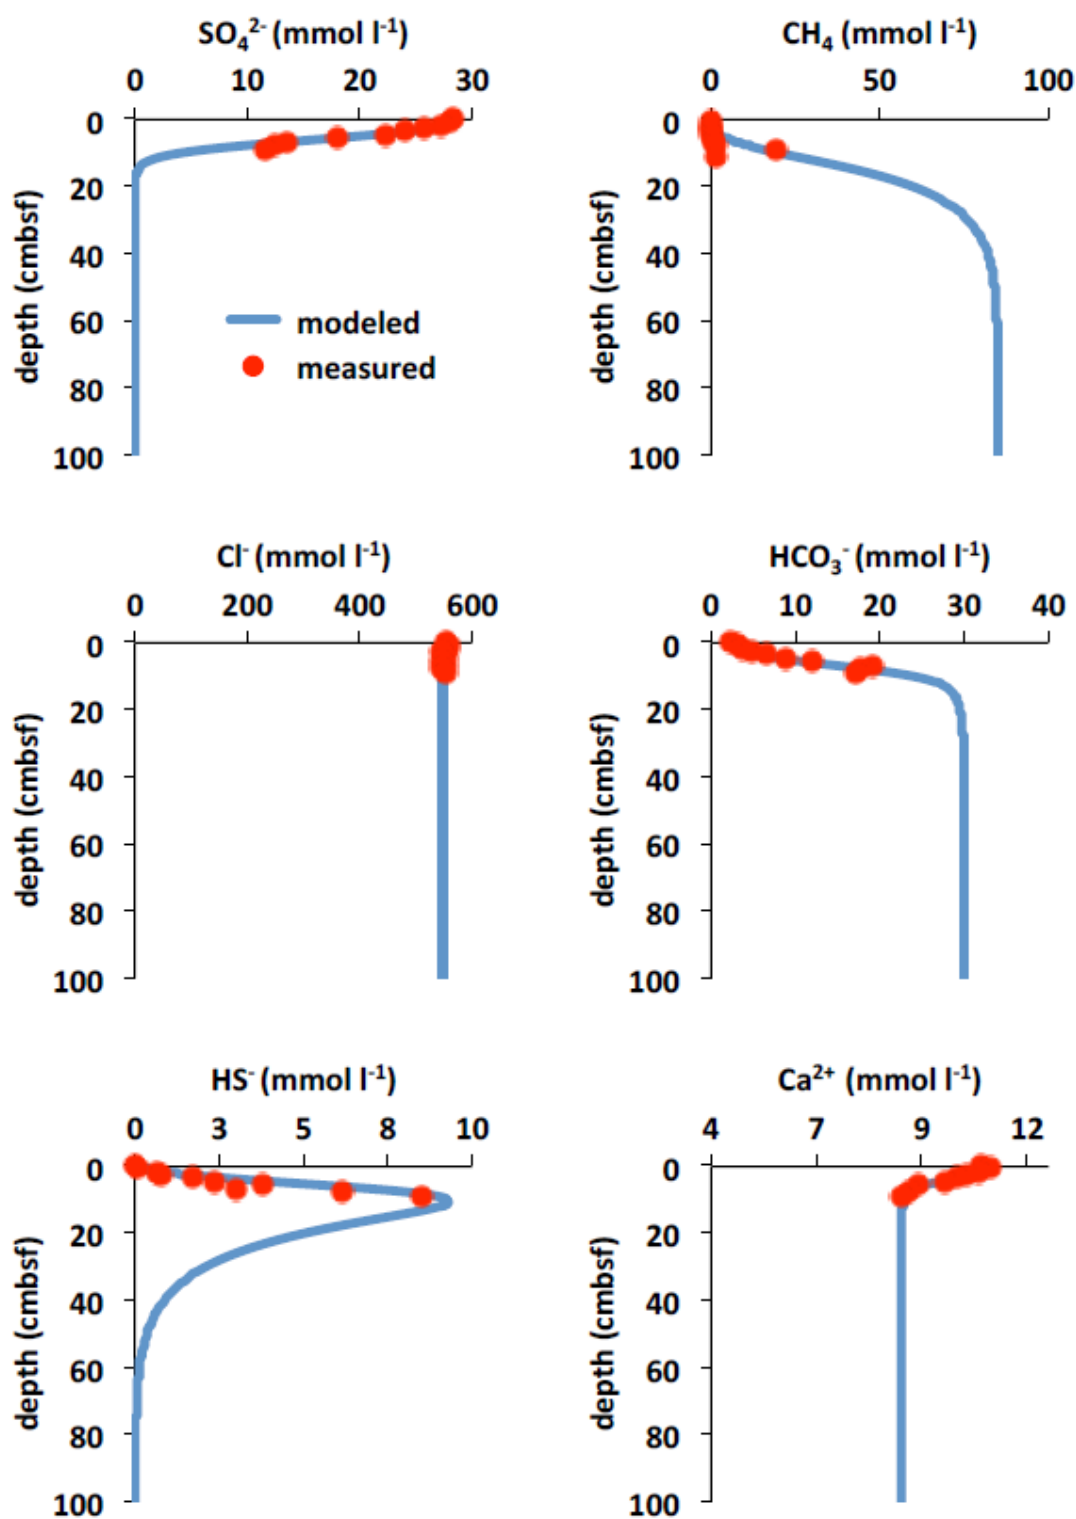 SO₄²⁻ (mmol l⁻¹)
0 10 20 30
0
20
40
60
80
100
depth (cmbsf)
modeled
measured
CH₄ (mmol l⁻¹)
0 50 100
0
20
40
60
80
100
depth (cmbsf)
Cl⁻ (mmol l⁻¹)
0 200 400 600
0
20
40
60
80
100
depth (cmbsf)
HCO₃⁻ (mmol l⁻¹)
0 10 20 30 40
0
20
40
60
80
100
depth (cmbsf)
HS⁻ (mmol l⁻¹)
0 3 5 8 10
0
20
40
60
80
100
depth (cmbsf)
Ca²⁺ (mmol l⁻¹)
4 7 9 12
0
20
40
60
80
100
depth (cmbsf)